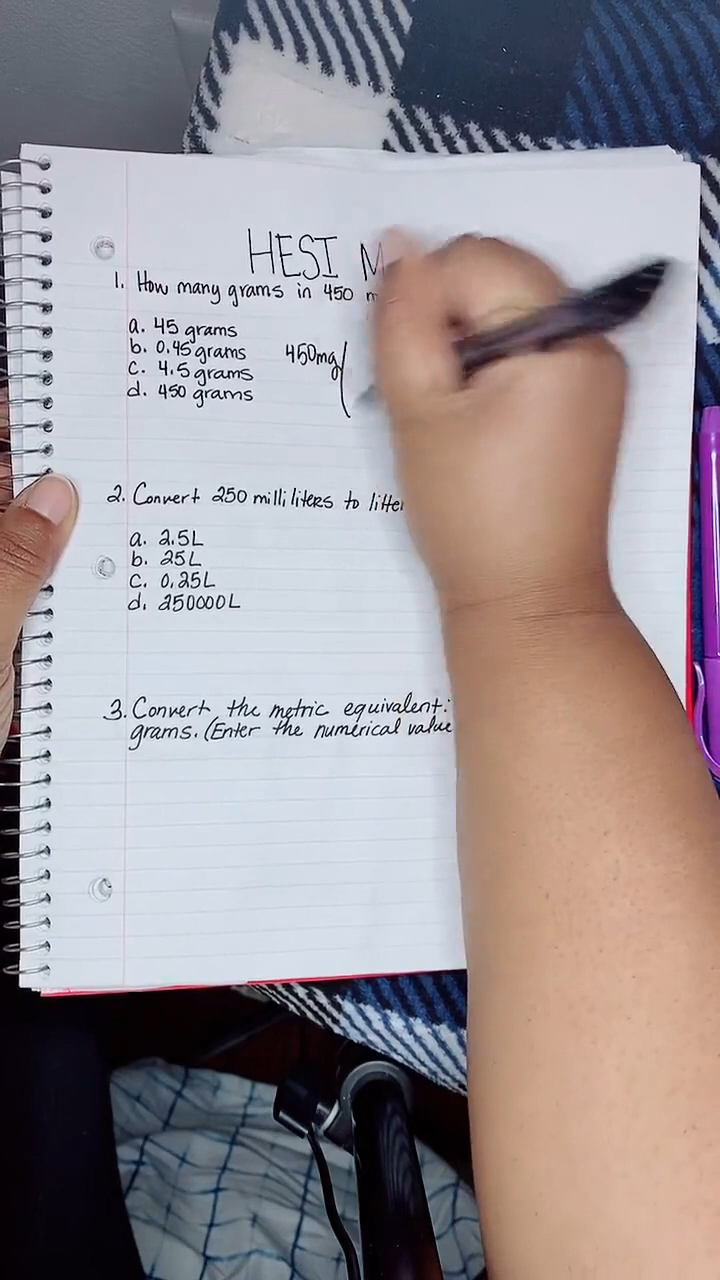 HESI M
1. How many grams in 450 m
a. 45 grams
b. 0.45 grams
c. 4.5 grams
d. 450 grams
450mg
2. Convert 250 milliliters to litter
a. 2.5L
b. 25L
c. 0.25L
d. 250000L
3. Convert the metric equivalent:
grams. (Enter the numerical value